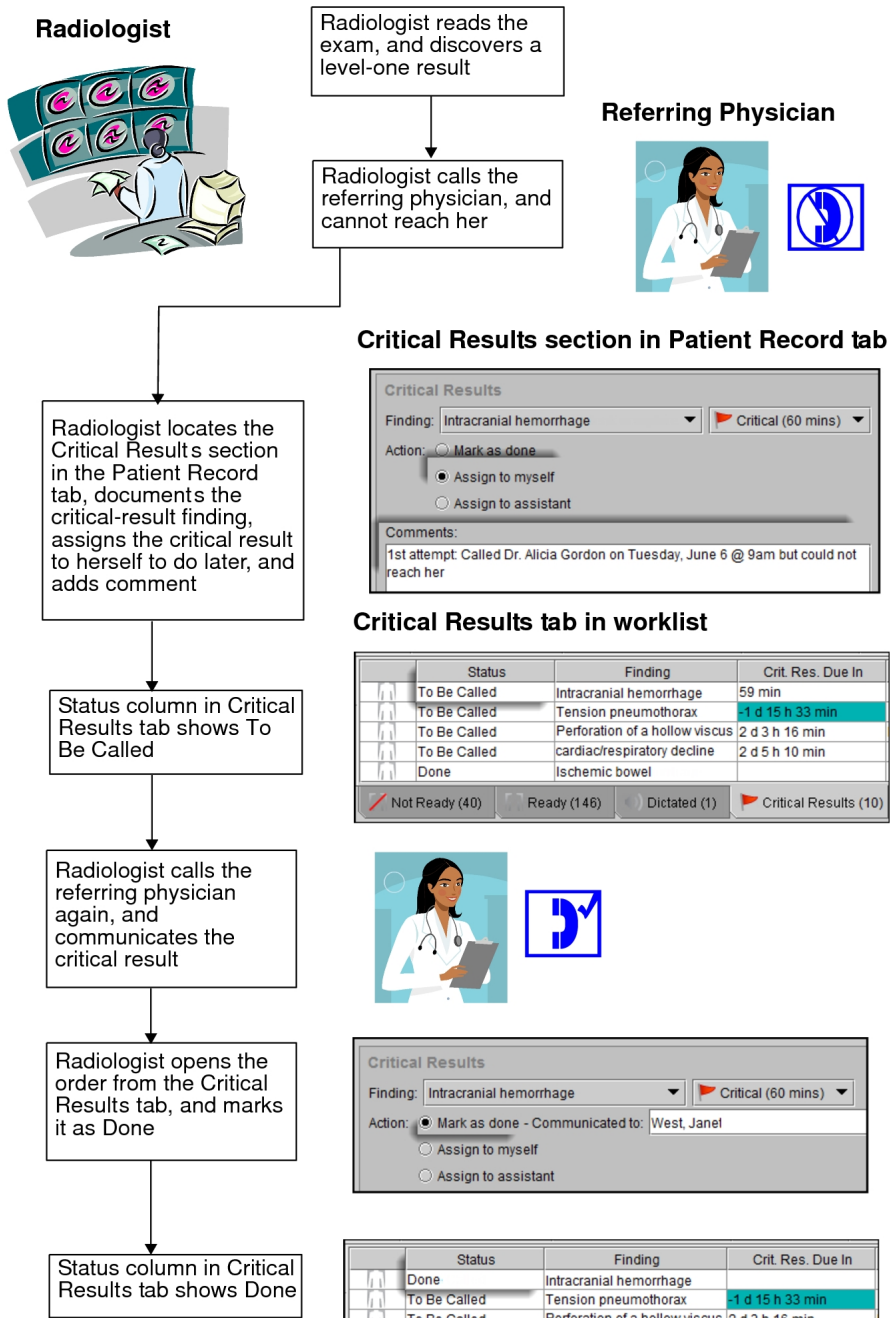 Radiologist
Radiologist reads the
exam, and discovers a
level-one result
Referring Physician
Radiologist calls the
referring physician, and
cannot reach her
Critical Results section in Patient Record tab
Radiologist locates the
Critical Results section
in the Patient Record
tab, documents the
critical-result finding,
assigns the critical result
to herself to do later, and
adds comment
Critical Results
Finding: Intracranial hemorrhage Critical (60 mins)
Action: Mark as done
Assign to myself
Assign to assistant
Comments:
1st attempt: Called Dr. Alicia Gordon on Tuesday, June 6 @ 9am but could not
reach her
Critical Results tab in worklist
Status column in Critical
Results tab shows To
Be Called
Status Finding Crit. Res. Due In
To Be Called Intracranial hemorrhage 59 min
To Be Called Tension pneumothorax -1 d 15 h 33 min
To Be Called Perforation of a hollow viscus 2 d 3 h 16 min
To Be Called cardiac/respiratory decline 2 d 5 h 10 min
Done Ischemic bowel
Not Ready (40) Ready (146) Dictated (1) Critical Results (10)
Radiologist calls the
referring physician
again, and
communicates the
critical result
Radiologist opens the
order from the Critical
Results tab, and marks
it as Done
Critical Results
Finding: Intracranial hemorrhage Critical (60 mins)
Action: Mark as done - Communicated to: West, Janet
Assign to myself
Assign to assistant
Status column in Critical
Results tab shows Done
Status Finding Crit. Res. Due In
Done Intracranial hemorrhage
To Be Called Tension pneumothorax -1 d 15 h 33 min
To Be Called Perforation of a hollow viscus 2 d 3 h 16 min